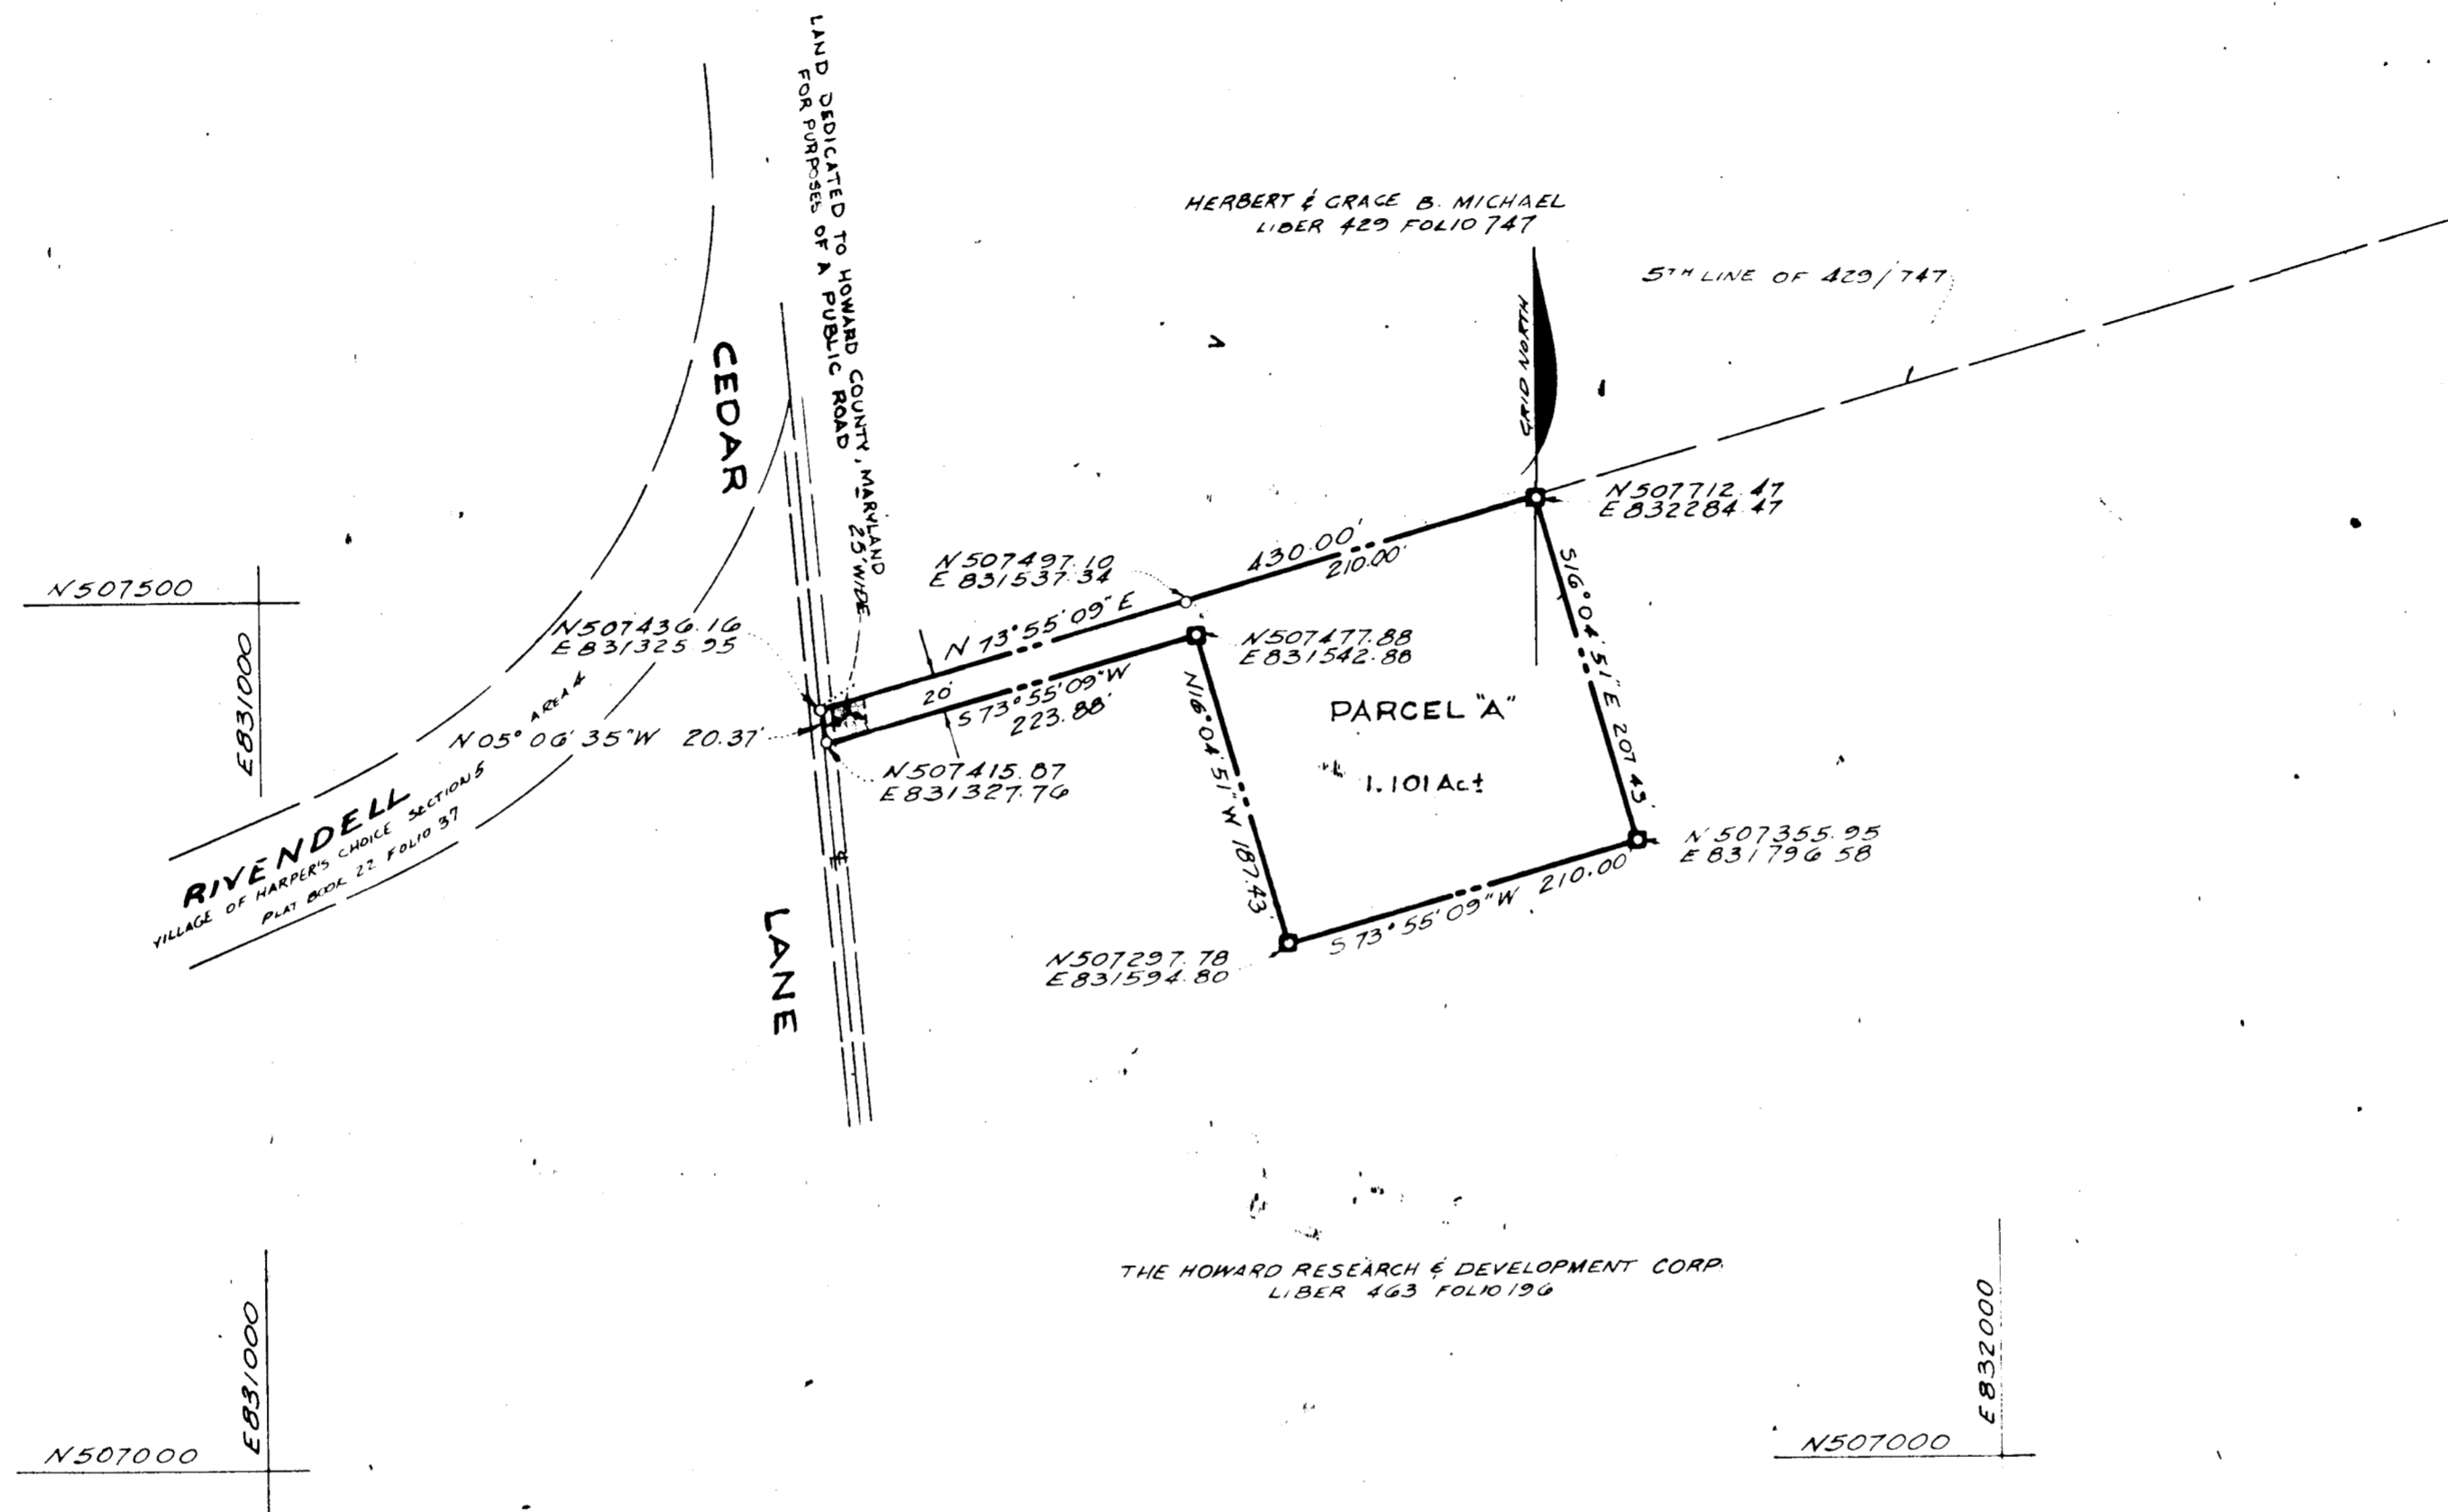 LAND DEDICATED TO HOWARD COUNTY, MARYLAND
FOR PURPOSES OF A PUBLIC ROAD
25' WIDE
HERBERT & GRACE B. MICHAEL
LIBER 429 FOLIO 747
5TH LINE OF 429/747
GRID NORTH
CEDAR
N507712.47
E832284.47
430.00'
210.00'
N507497.10
E831537.34
N507500
E831000
N507436.16
E831325.95
N 73°55'09"E
20'
S 73°55'09"W
223.88'
N507477.88
E831542.88
S16°04'51"E 207.43'
PARCEL "A"
1.101 Ac±
N16°04'51"W 187.43'
N05°06'35"W 20.37'
N507415.87
E831327.76
RIVENDELL
VILLAGE OF HARPER'S CHOICE SECTION 5 AREA 4
PLAT BOOK 22 FOLIO 37
N507355.95
E831796.58
S 73°55'09"W 210.00'
LANE
N507297.78
E831594.80
THE HOWARD RESEARCH & DEVELOPMENT CORP.
LIBER 463 FOLIO 196
E831000
N507000
E832000
N507000